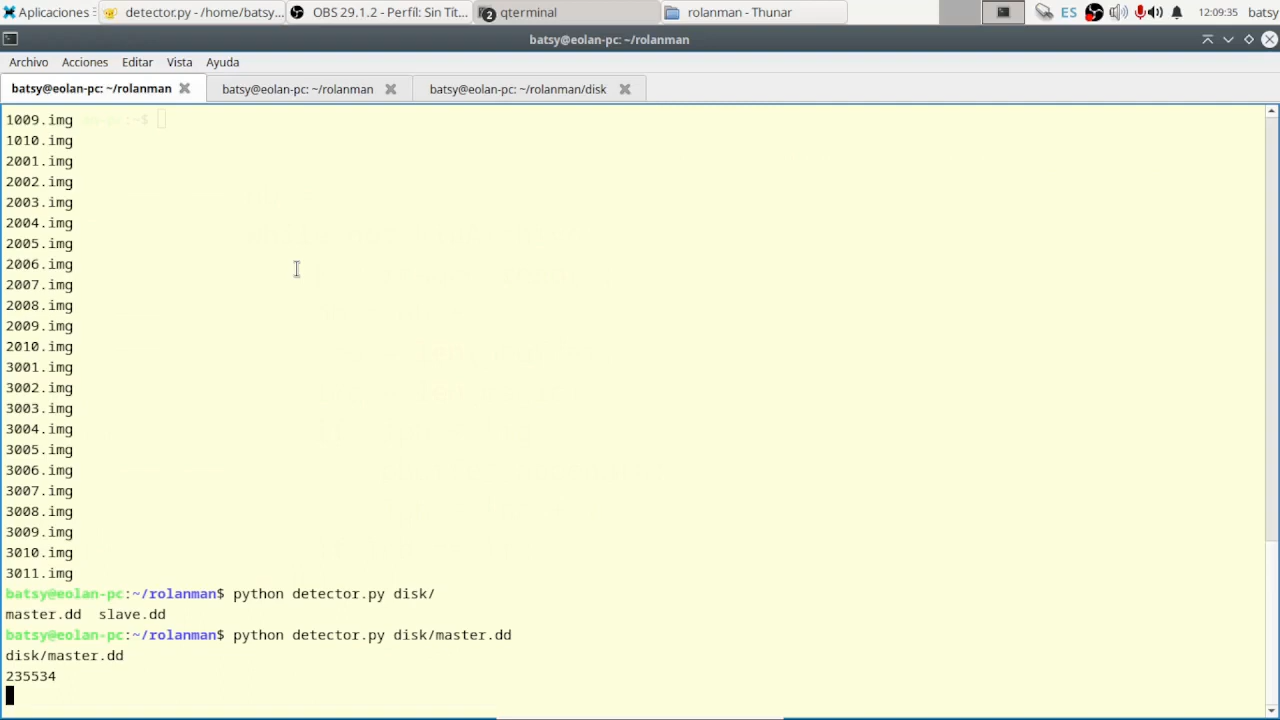 Aplicaciones
detector.py - /home/batsy...
OBS 29.1.2 - Perfil: Sin Tít...
2 qterminal
rolanman - Thunar
ES
12:09:35
batsy
batsy@eolan-pc: ~/rolanman
Archivo Acciones Editar Vista Ayuda
batsy@eolan-pc: ~/rolanman
batsy@eolan-pc: ~/rolanman
batsy@eolan-pc: ~/rolanman/disk
1009.img
1010.img
2001.img
2002.img
2003.img
2004.img
2005.img
2006.img
2007.img
2008.img
2009.img
2010.img
3001.img
3002.img
3003.img
3004.img
3005.img
3006.img
3007.img
3008.img
3009.img
3010.img
3011.img
batsy@eolan-pc:~/rolanman$ python detector.py disk/
master.dd slave.dd
batsy@eolan-pc:~/rolanman$ python detector.py disk/master.dd
disk/master.dd
235534